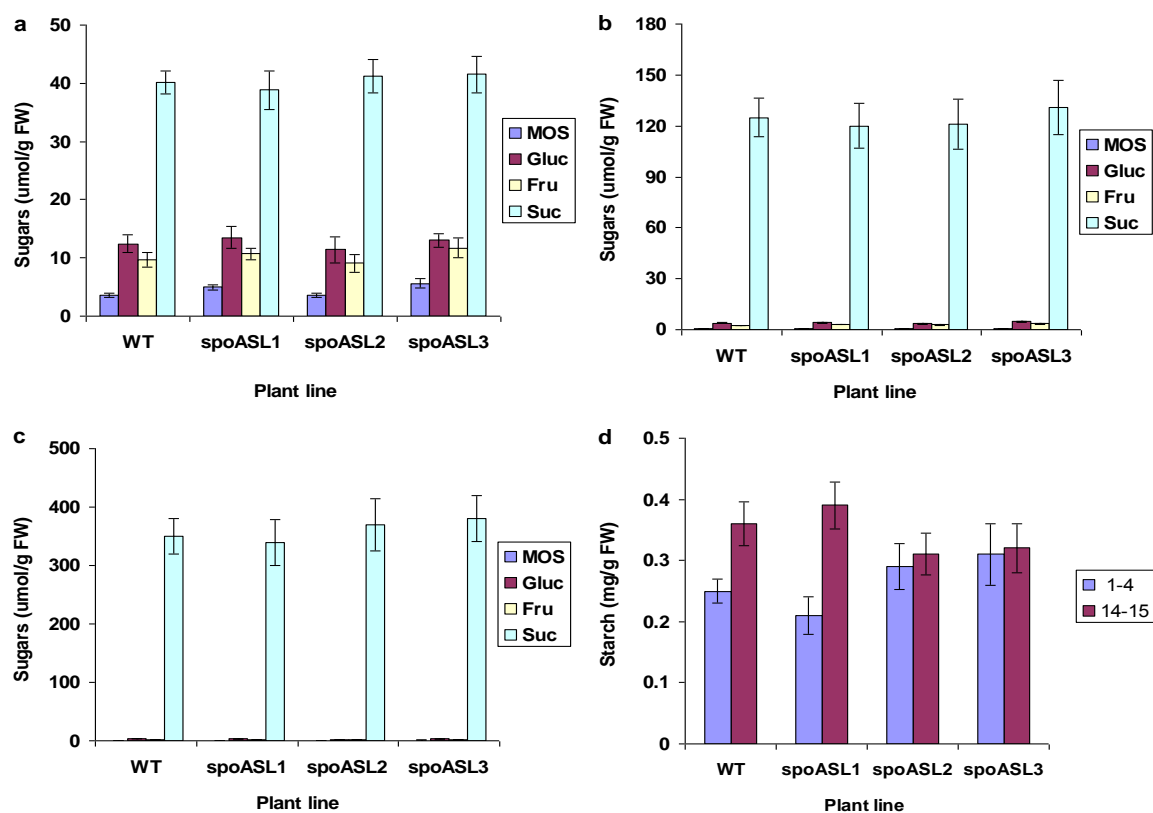 a
Sugars (umol/g FW)
50
40
30
20
10
0
WT spoASL1 spoASL2 spoASL3
Plant line
MOS
Gluc
Fru
Suc
b
Sugars (umol/g FW)
180
150
120
90
60
30
0
WT spoASL1 spoASL2 spoASL3
Plant line
MOS
Gluc
Fru
Suc
c
Sugars (umol/g FW)
500
400
300
200
100
0
WT spoASL1 spoASL2 spoASL3
Plant line
MOS
Gluc
Fru
Suc
d
Starch (mg/g FW)
0.5
0.4
0.3
0.2
0.1
0
WT spoASL1 spoASL2 spoASL3
Plant line
1-4
14-15